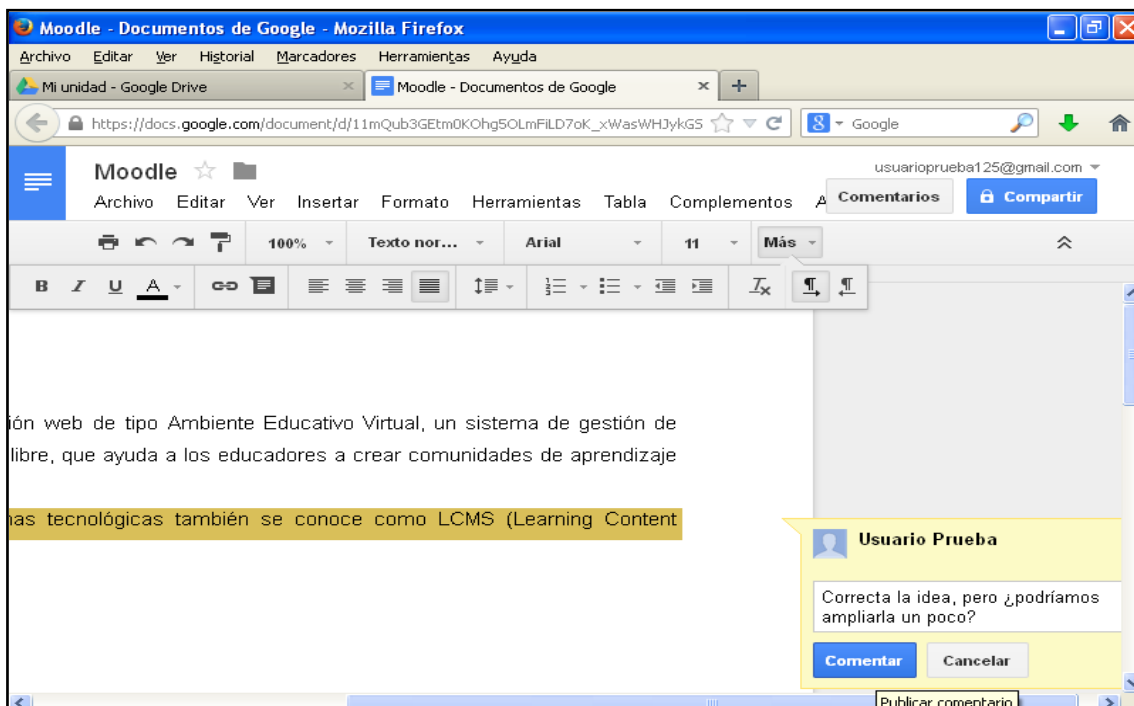 Moodle - Documentos de Google - Mozilla Firefox
Archivo Editar Ver Historial Marcadores Herramientas Ayuda
Mi unidad - Google Drive
Moodle - Documentos de Google
https://docs.google.com/document/d/11mQub3GEtm0KOhg5OLmFiLD7oK_xWasWHJykG5
Google
Moodle
usuarioprueba125@gmail.com
Archivo Editar Ver Insertar Formato Herramientas Tabla Complementos A
Comentarios
Compartir
100% Texto nor... Arial 11 Más
B I U A
ión web de tipo Ambiente Educativo Virtual, un sistema de gestión de
libre, que ayuda a los educadores a crear comunidades de aprendizaje
nas tecnológicas también se conoce como LCMS (Learning Content
Usuario Prueba
Correcta la idea, pero ¿podríamos
ampliarla un poco?
Comentar Cancelar
Publicar comentario